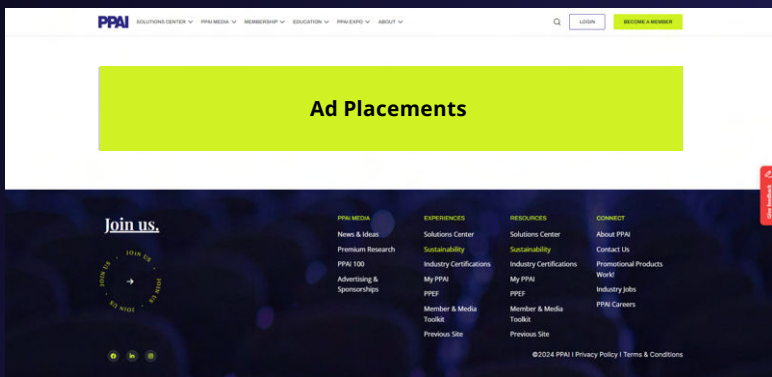 PPAI SOLUTIONS CENTER PPAI MEDIA MEMBERSHIP EDUCATION PPAI EXPO ABOUT LOGIN BECOME A MEMBER
Ad Placements
Give feedback
Join us.
JOIN US · JOIN US · JOIN US ·
PPAI MEDIA
News & Ideas
Premium Research
PPAI 100
Advertising &
Sponsorships
EXPERIENCES
Solutions Center
Sustainability
Industry Certifications
My PPAI
PPEF
Member & Media
Toolkit
Previous Site
RESOURCES
Solutions Center
Sustainability
Industry Certifications
My PPAI
PPEF
Member & Media
Toolkit
Previous Site
CONNECT
About PPAI
Contact Us
Promotional Products
Work!
Industry Jobs
PPAI Careers
©2024 PPAI I Privacy Policy I Terms & Conditions